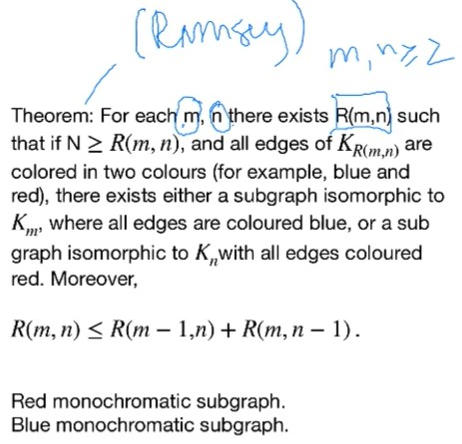 (Ramsey)
m, n ≥ 2
Theorem: For each m, n there exists R(m,n) such
that if N ≥ R(m, n), and all edges of K_{R(m,n)} are
colored in two colours (for example, blue and
red), there exists either a subgraph isomorphic to
K_m, where all edges are coloured blue, or a sub
graph isomorphic to K_n with all edges coloured
red. Moreover,
R(m, n) ≤ R(m − 1,n) + R(m, n − 1).
Red monochromatic subgraph.
Blue monochromatic subgraph.